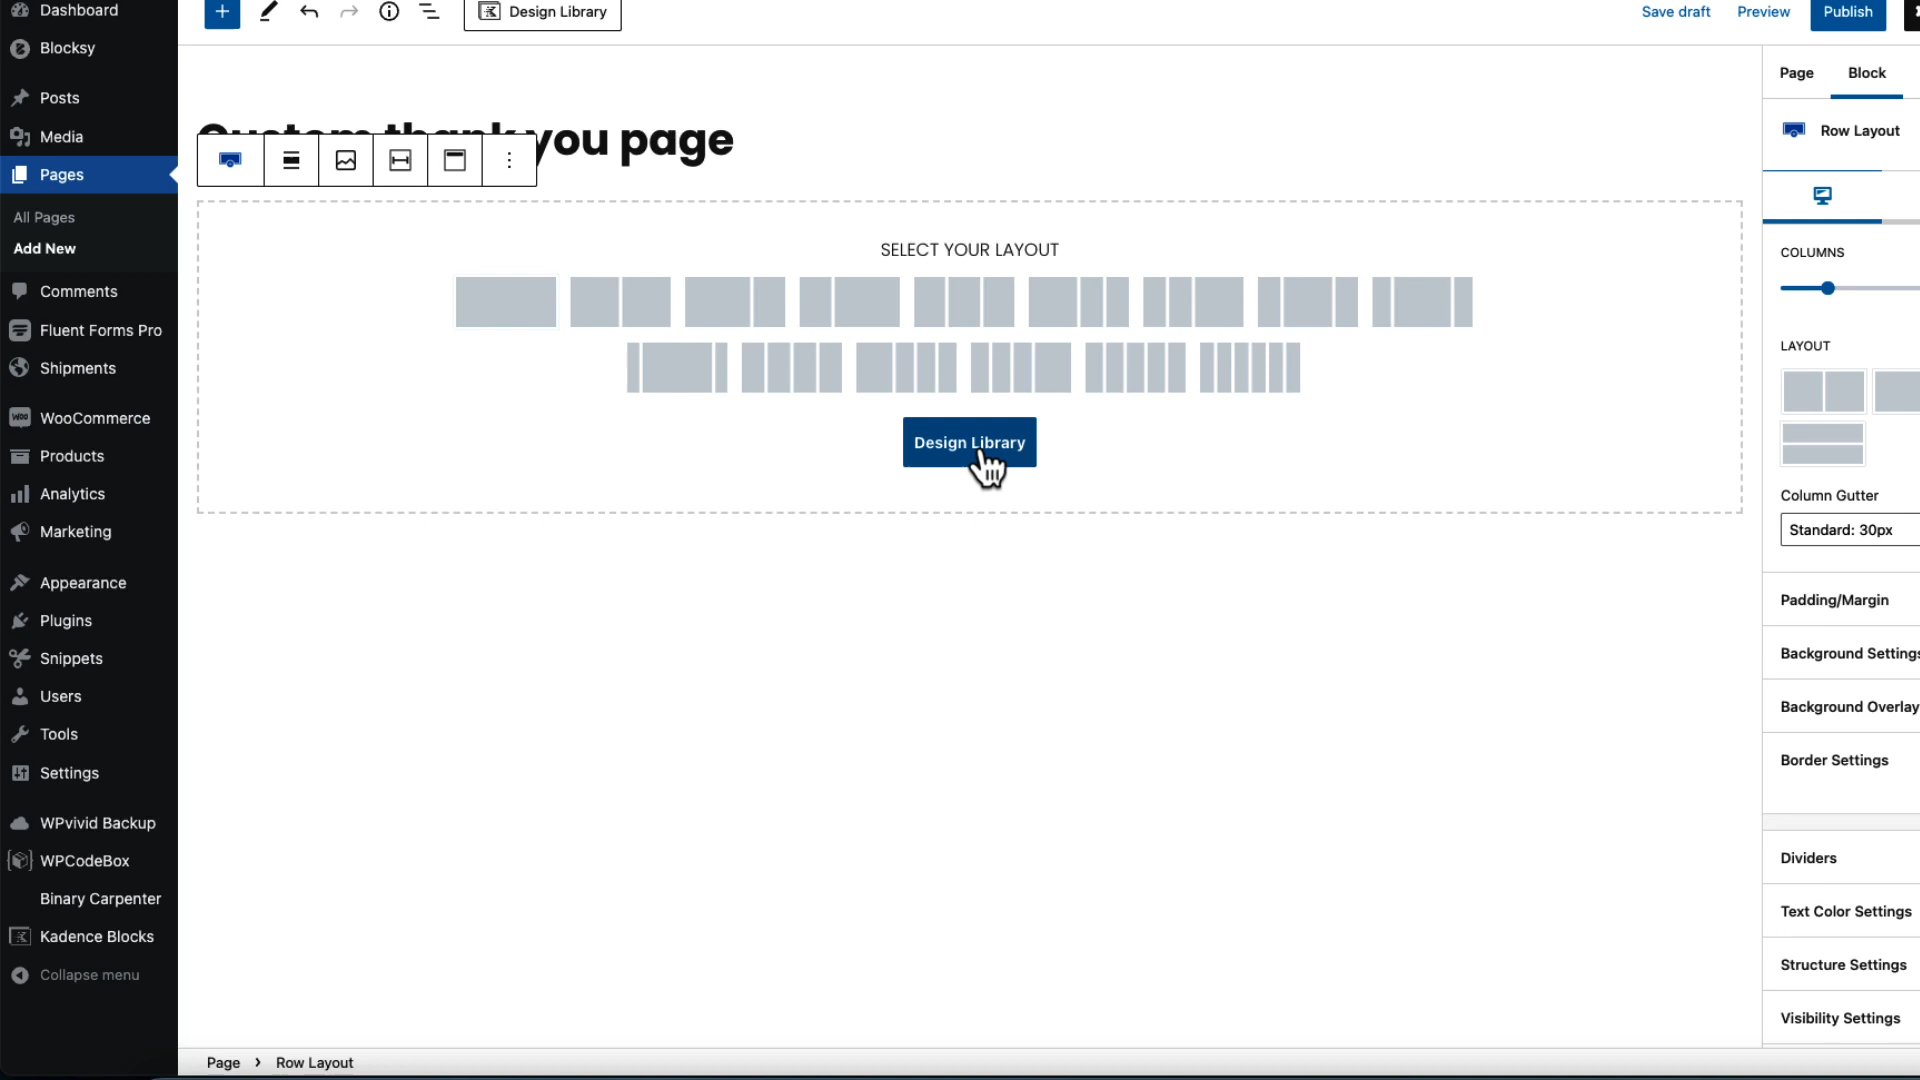 Dashboard
Design Library
Save draft
Preview
Publish
Blocksy
Page
Block
Posts
Custom thank you page
Media
Row Layout
Pages
All Pages
Add New
SELECT YOUR LAYOUT
COLUMNS
Comments
Fluent Forms Pro
LAYOUT
Shipments
WooCommerce
Design Library
Products
Analytics
Column Gutter
Marketing
Standard: 30px
Appearance
Padding/Margin
Plugins
Snippets
Background Settings
Users
Background Overlay
Tools
Border Settings
Settings
WPvivid Backup
Dividers
WPCodeBox
Binary Carpenter
Text Color Settings
Kadence Blocks
Structure Settings
Collapse menu
Visibility Settings
Page > Row Layout